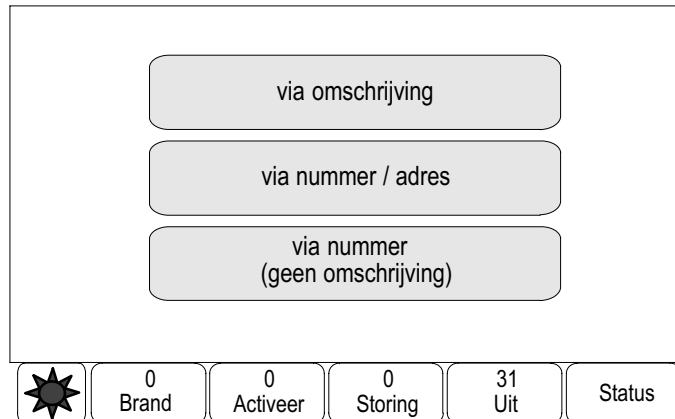 via omschrijving
via nummer / adres
via nummer
(geen omschrijving)
0
Brand
0
Activeer
0
Storing
31
Uit
Status